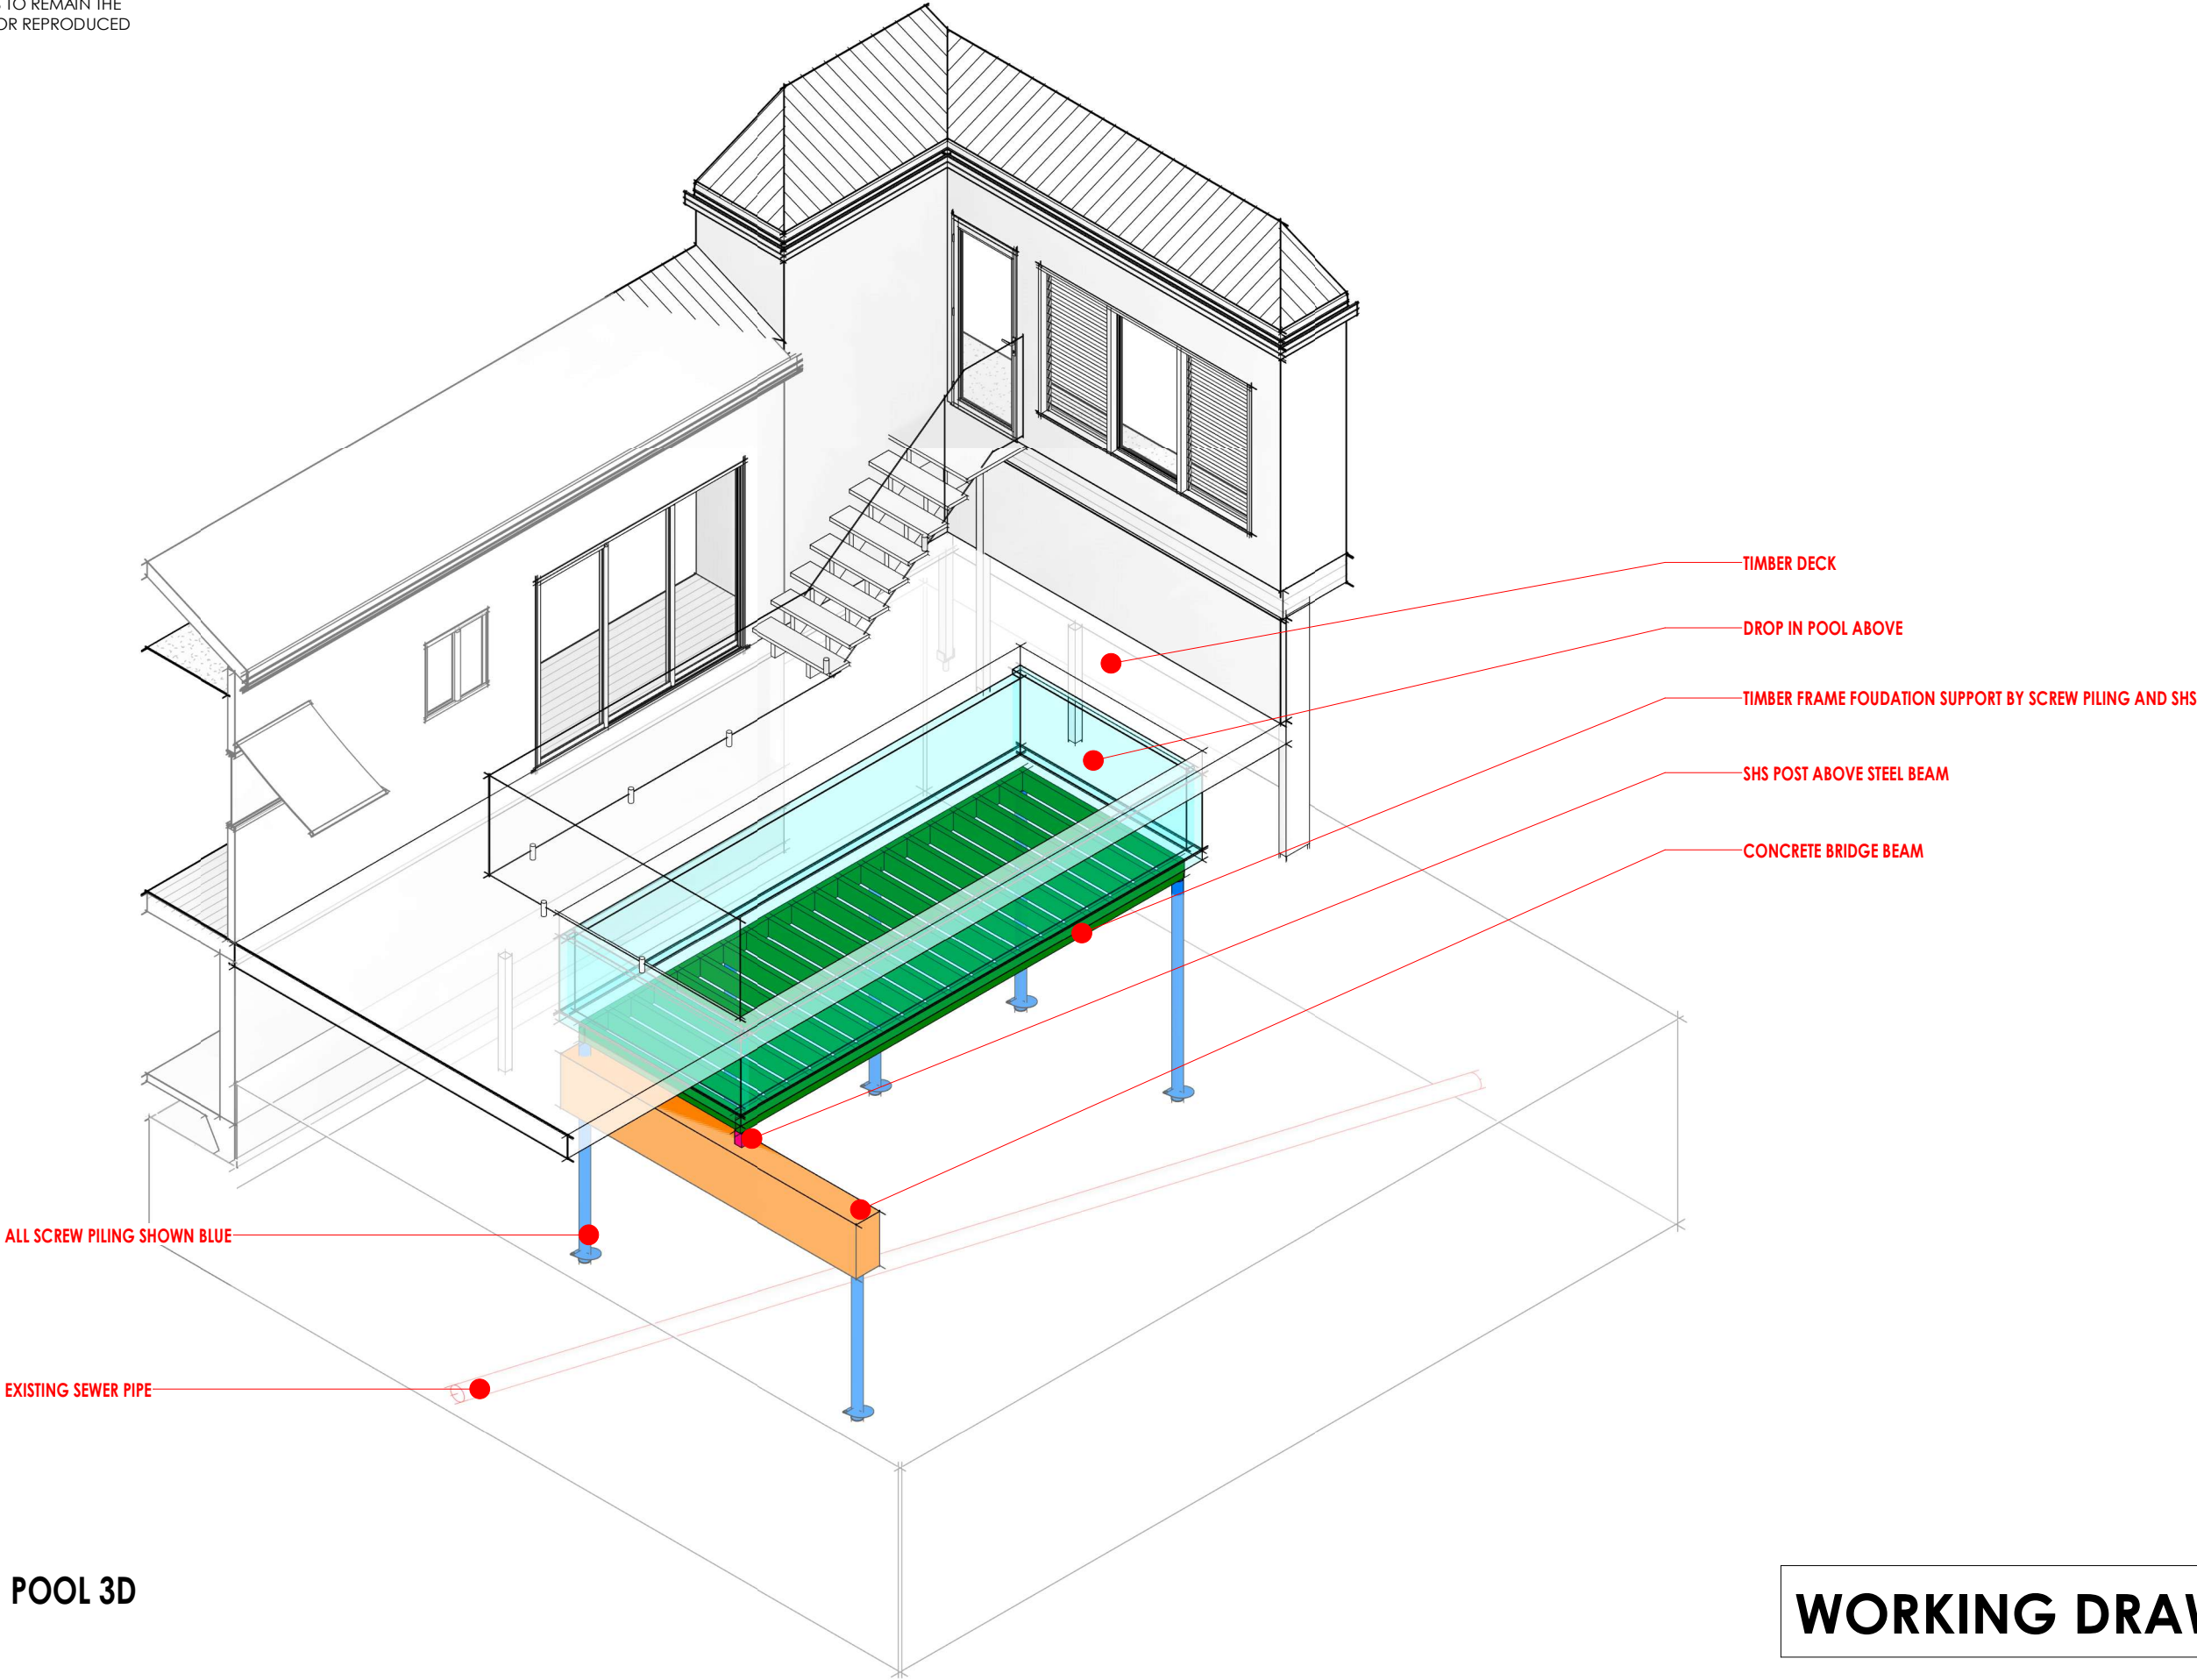 TO REMAIN THE
OR REPRODUCED
TIMBER DECK
DROP IN POOL ABOVE
TIMBER FRAME FOUDATION SUPPORT BY SCREW PILING AND SHS
SHS POST ABOVE STEEL BEAM
CONCRETE BRIDGE BEAM
ALL SCREW PILING SHOWN BLUE
EXISTING SEWER PIPE
POOL 3D
WORKING